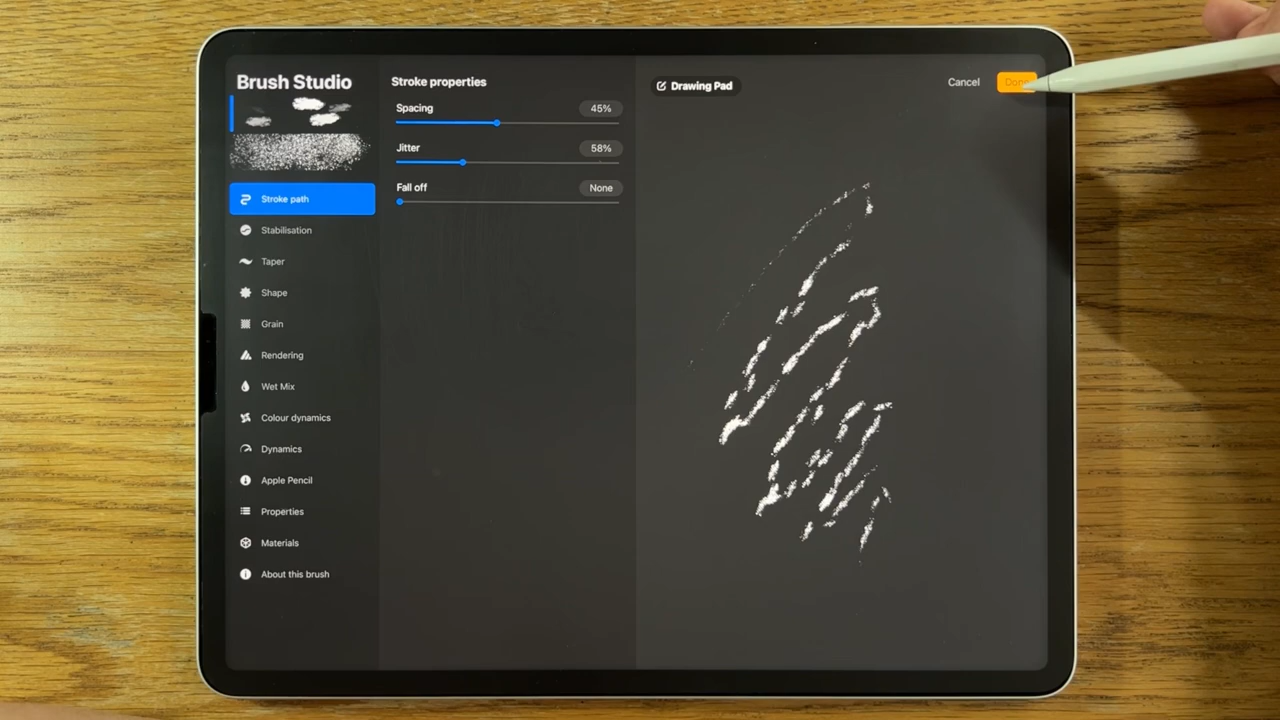 Brush Studio
Stroke path
Stabilisation
Taper
Shape
Grain
Rendering
Wet Mix
Colour dynamics
Dynamics
Apple Pencil
Properties
Materials
About this brush
Stroke properties
Spacing 45%
Jitter 58%
Fall off None
Drawing Pad
Cancel
Done